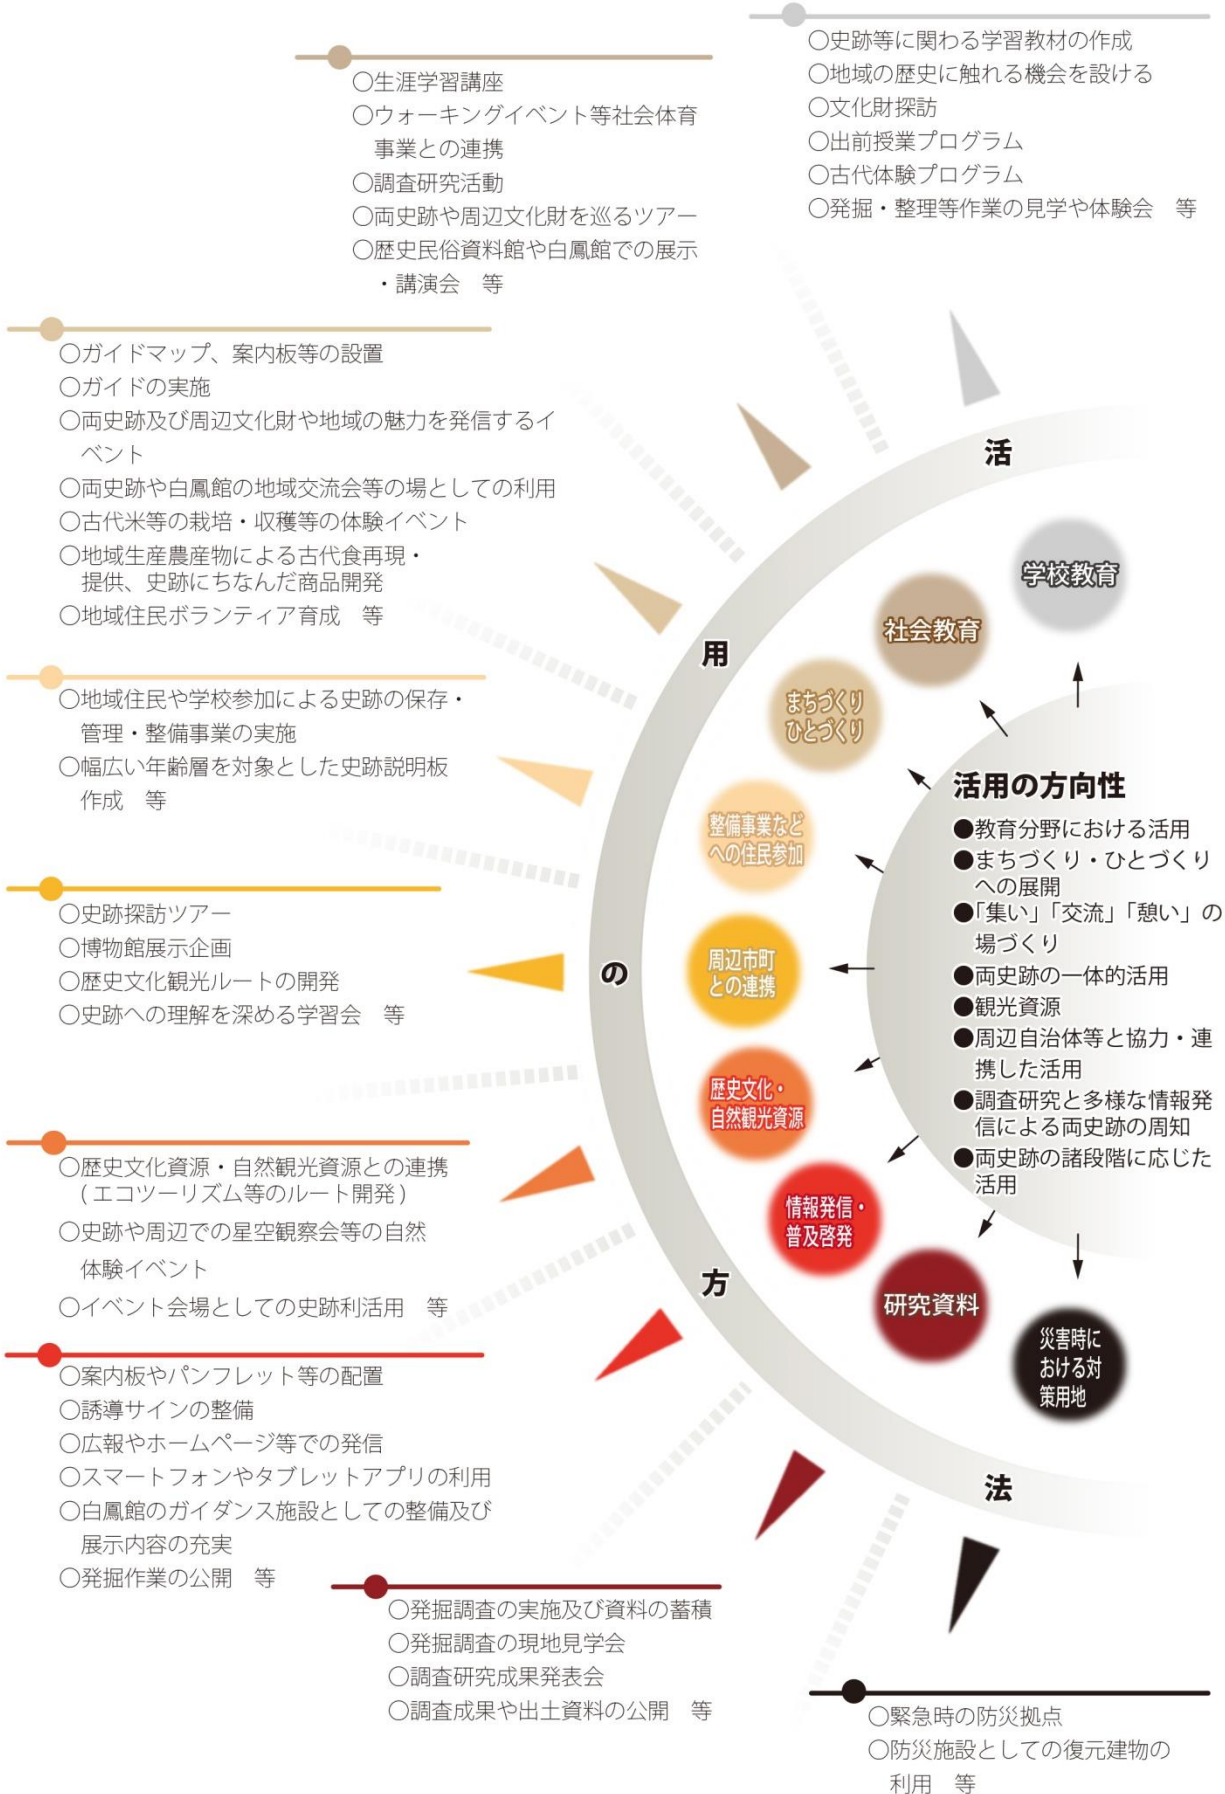 ○史跡等に関わる学習教材の作成
○地域の歴史に触れる機会を設ける
○文化財探訪
○出前授業プログラム
○古代体験プログラム
○発掘・整理等作業の見学や体験会　等
○生涯学習講座
○ウォーキングイベント等社会体育
事業との連携
○調査研究活動
○両史跡や周辺文化財を巡るツアー
○歴史民俗資料館や白鳳館での展示
・講演会　等
○ガイドマップ、案内板等の設置
○ガイドの実施
○両史跡及び周辺文化財や地域の魅力を発信するイ
ベント
○両史跡や白鳳館の地域交流会等の場としての利用
○古代米等の栽培・収穫等の体験イベント
○地域生産農産物による古代食再現・
提供、史跡にちなんだ商品開発
○地域住民ボランティア育成　等
○地域住民や学校参加による史跡の保存・
管理・整備事業の実施
○幅広い年齢層を対象とした史跡説明板
作成　等
○史跡探訪ツアー
○博物館展示企画
○歴史文化観光ルートの開発
○史跡への理解を深める学習会　等
○歴史文化資源・自然観光資源との連携
(エコツーリズム等のルート開発)
○史跡や周辺での星空観察会等の自然
体験イベント
○イベント会場としての史跡利活用　等
○案内板やパンフレット等の配置
○誘導サインの整備
○広報やホームページ等での発信
○スマートフォンやタブレットアプリの利用
○白鳳館のガイダンス施設としての整備及び
展示内容の充実
○発掘作業の公開　等
○発掘調査の実施及び資料の蓄積
○発掘調査の現地見学会
○調査研究成果発表会
○調査成果や出土資料の公開　等
○緊急時の防災拠点
○防災施設としての復元建物の
利用　等
活
用
の
方
法
学校教育
社会教育
まちづくり
ひとづくり
整備事業など
への住民参加
周辺市町
との連携
歴史文化・
自然観光資源
情報発信・
普及啓発
研究資料
災害時に
おける対
策用地
活用の方向性
●教育分野における活用
●まちづくり・ひとづくり
への展開
●「集い」「交流」「憩い」の
場づくり
●両史跡の一体的活用
●観光資源
●周辺自治体等と協力・連
携した活用
●調査研究と多様な情報発
信による両史跡の周知
●両史跡の諸段階に応じた
活用